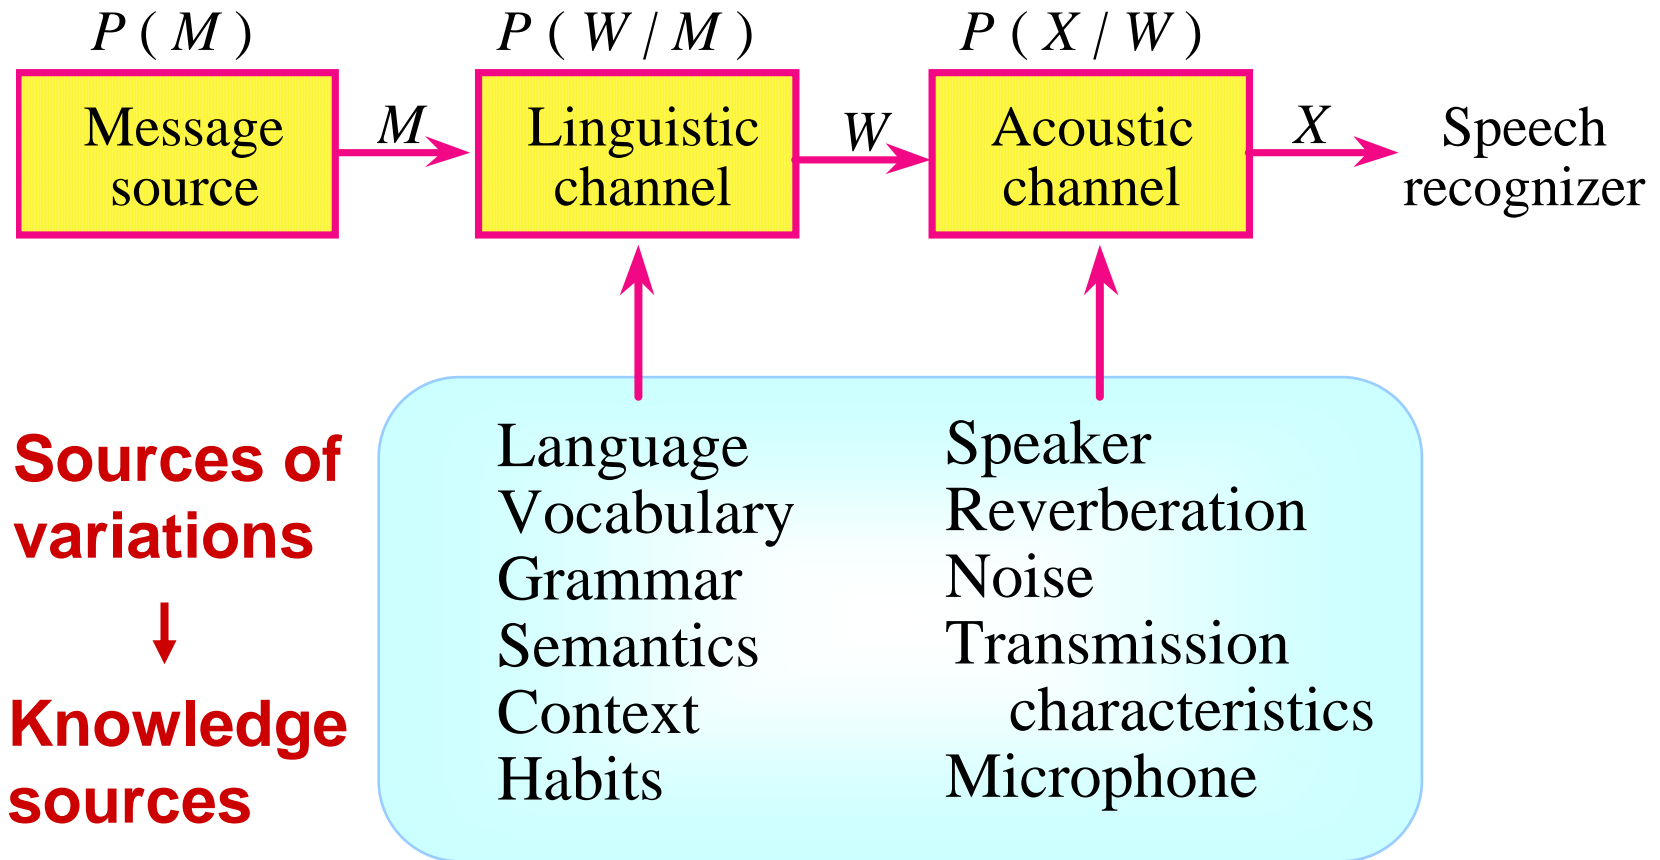 P ( M )
P ( W / M )
P ( X / W )
Message
source
M
Linguistic
channel
W
Acoustic
channel
X
Speech
recognizer
Sources of
variations
Knowledge
sources
Language
Vocabulary
Grammar
Semantics
Context
Habits
Speaker
Reverberation
Noise
Transmission
characteristics
Microphone